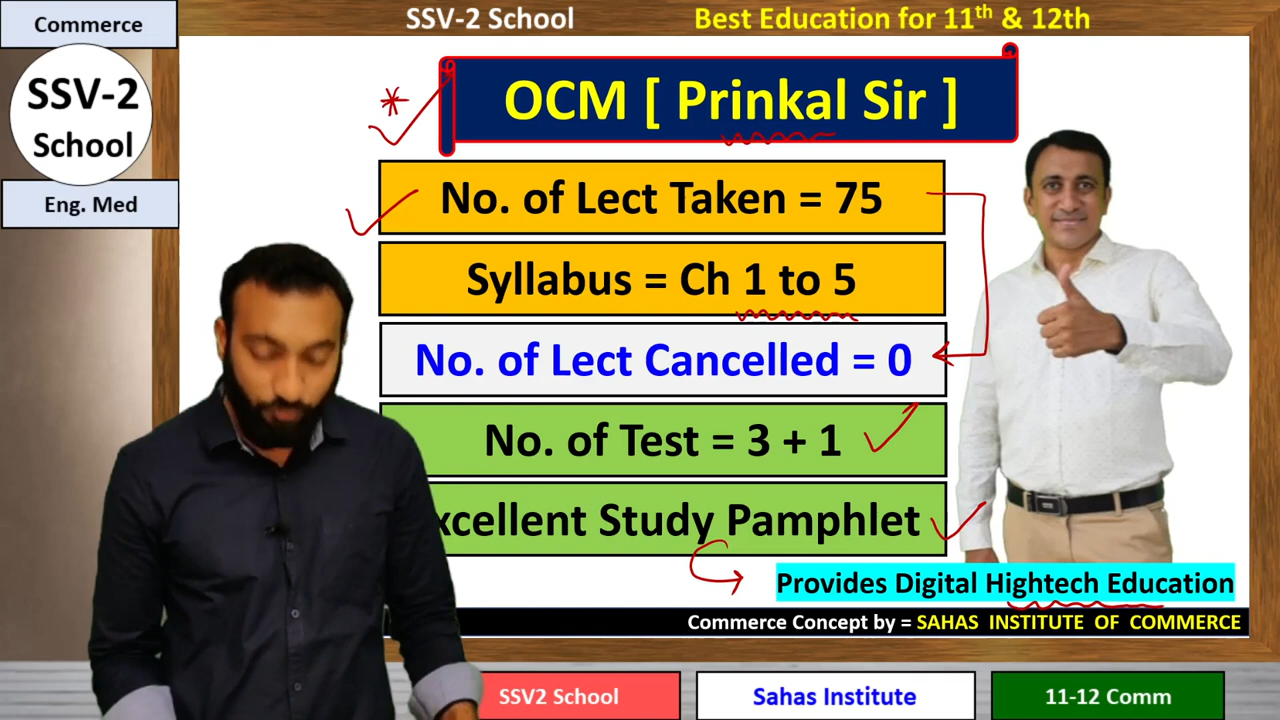 Commerce
SSV-2
School
Eng. Med
SSV-2 School
Best Education for 11th & 12th
OCM [ Prinkal Sir ]
No. of Lect Taken = 75
Syllabus = Ch 1 to 5
No. of Lect Cancelled = 0
No. of Test = 3 + 1
xcellent Study Pamphlet
Provides Digital Hightech Education
Commerce Concept by = SAHAS INSTITUTE OF COMMERCE
SSV2 School
Sahas Institute
11-12 Comm